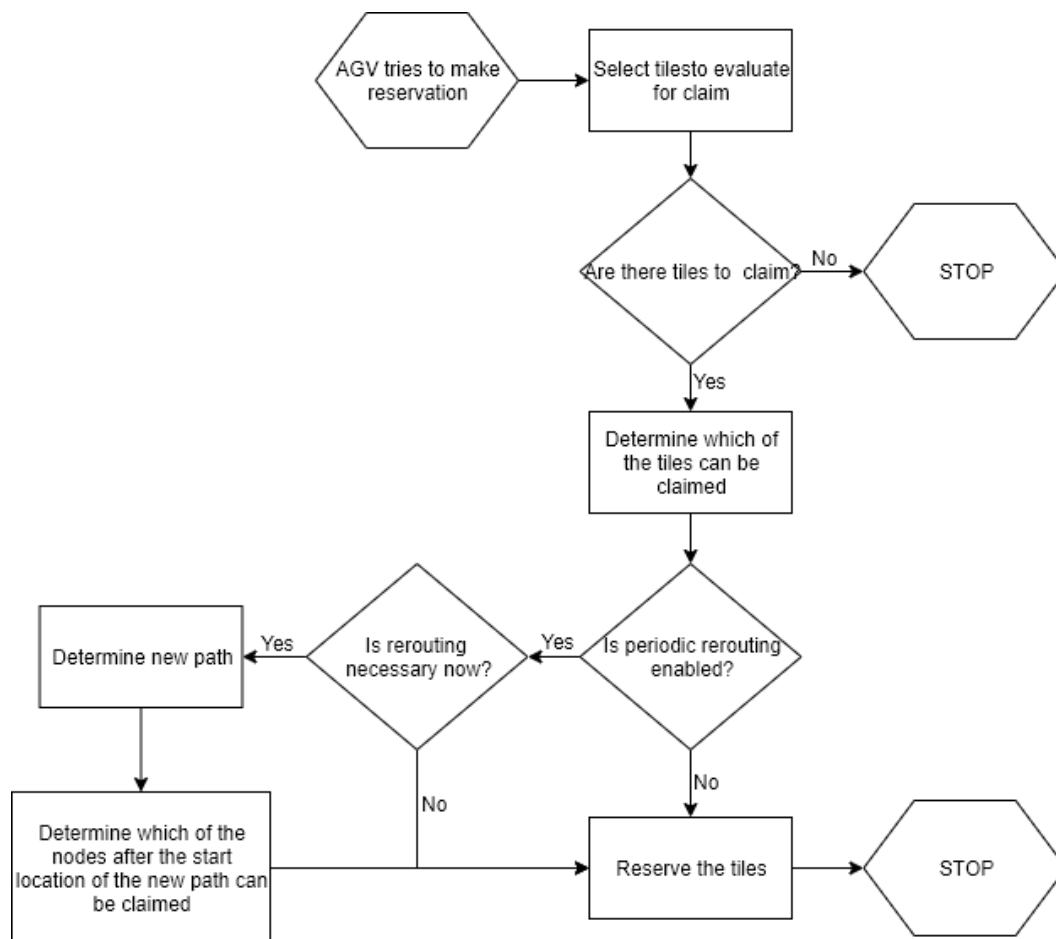 AGV tries to make
reservation
Select tilesto evaluate
for claim
Are there tiles to  claim?
No
STOP
Yes
Determine which of
the tiles can be
claimed
Is periodic rerouting
enabled?
Yes
Is rerouting
necessary now?
Yes
Determine new path
No
No
Determine which of the
nodes after the start
location of the new path can
be claimed
Reserve the tiles
STOP